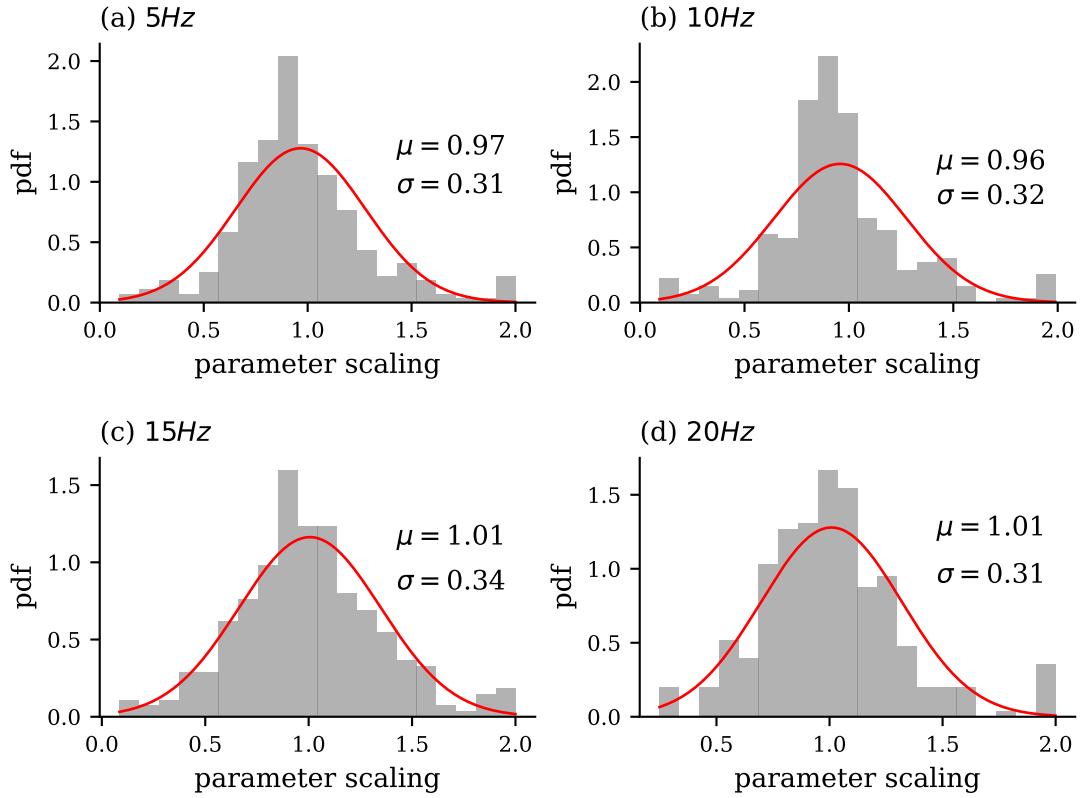 (a) 5Hz
2.0
1.5
1.0
0.5
0.0
pdf
μ = 0.97
σ = 0.31
0.0 0.5 1.0 1.5 2.0
parameter scaling
(b) 10Hz
2.0
1.5
1.0
0.5
0.0
pdf
μ = 0.96
σ = 0.32
0.0 0.5 1.0 1.5 2.0
parameter scaling
(c) 15Hz
1.5
1.0
0.5
0.0
pdf
μ = 1.01
σ = 0.34
0.0 0.5 1.0 1.5 2.0
parameter scaling
(d) 20Hz
1.5
1.0
0.5
0.0
pdf
μ = 1.01
σ = 0.31
0.5 1.0 1.5 2.0
parameter scaling